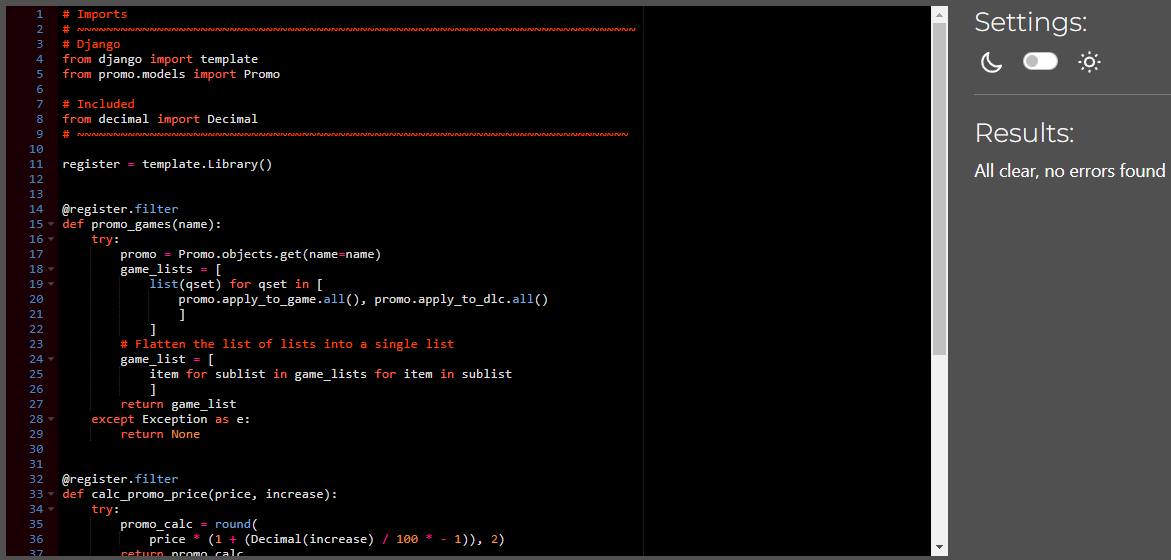 1 # Imports
2 # ~~~~~~~~~~~~~~~~~~~~~~~~~~~~~~~~~~~~~~~~~~~~~~~~~~~~~~~~~~~~~~~~~~~~~~~~~~~~~
3 # Django
4 from django import template
5 from promo.models import Promo
6
7 # Included
8 from decimal import Decimal
9 # ~~~~~~~~~~~~~~~~~~~~~~~~~~~~~~~~~~~~~~~~~~~~~~~~~~~~~~~~~~~~~~~~~~~~~~~~~~~~
10
11 register = template.Library()
12
13
14 @register.filter
15 def promo_games(name):
16     try:
17         promo = Promo.objects.get(name=name)
18         game_lists = [
19             list(qset) for qset in [
20                 promo.apply_to_game.all(), promo.apply_to_dlc.all()
21                 ]
22             ]
23         # Flatten the list of lists into a single list
24         game_list = [
25             item for sublist in game_lists for item in sublist
26             ]
27         return game_list
28     except Exception as e:
29         return None
30
31
32 @register.filter
33 def calc_promo_price(price, increase):
34     try:
35         promo_calc = round(
36             price * (1 + (Decimal(increase) / 100 * - 1)), 2)
37         return promo_calc
Settings:
Results:
All clear, no errors found